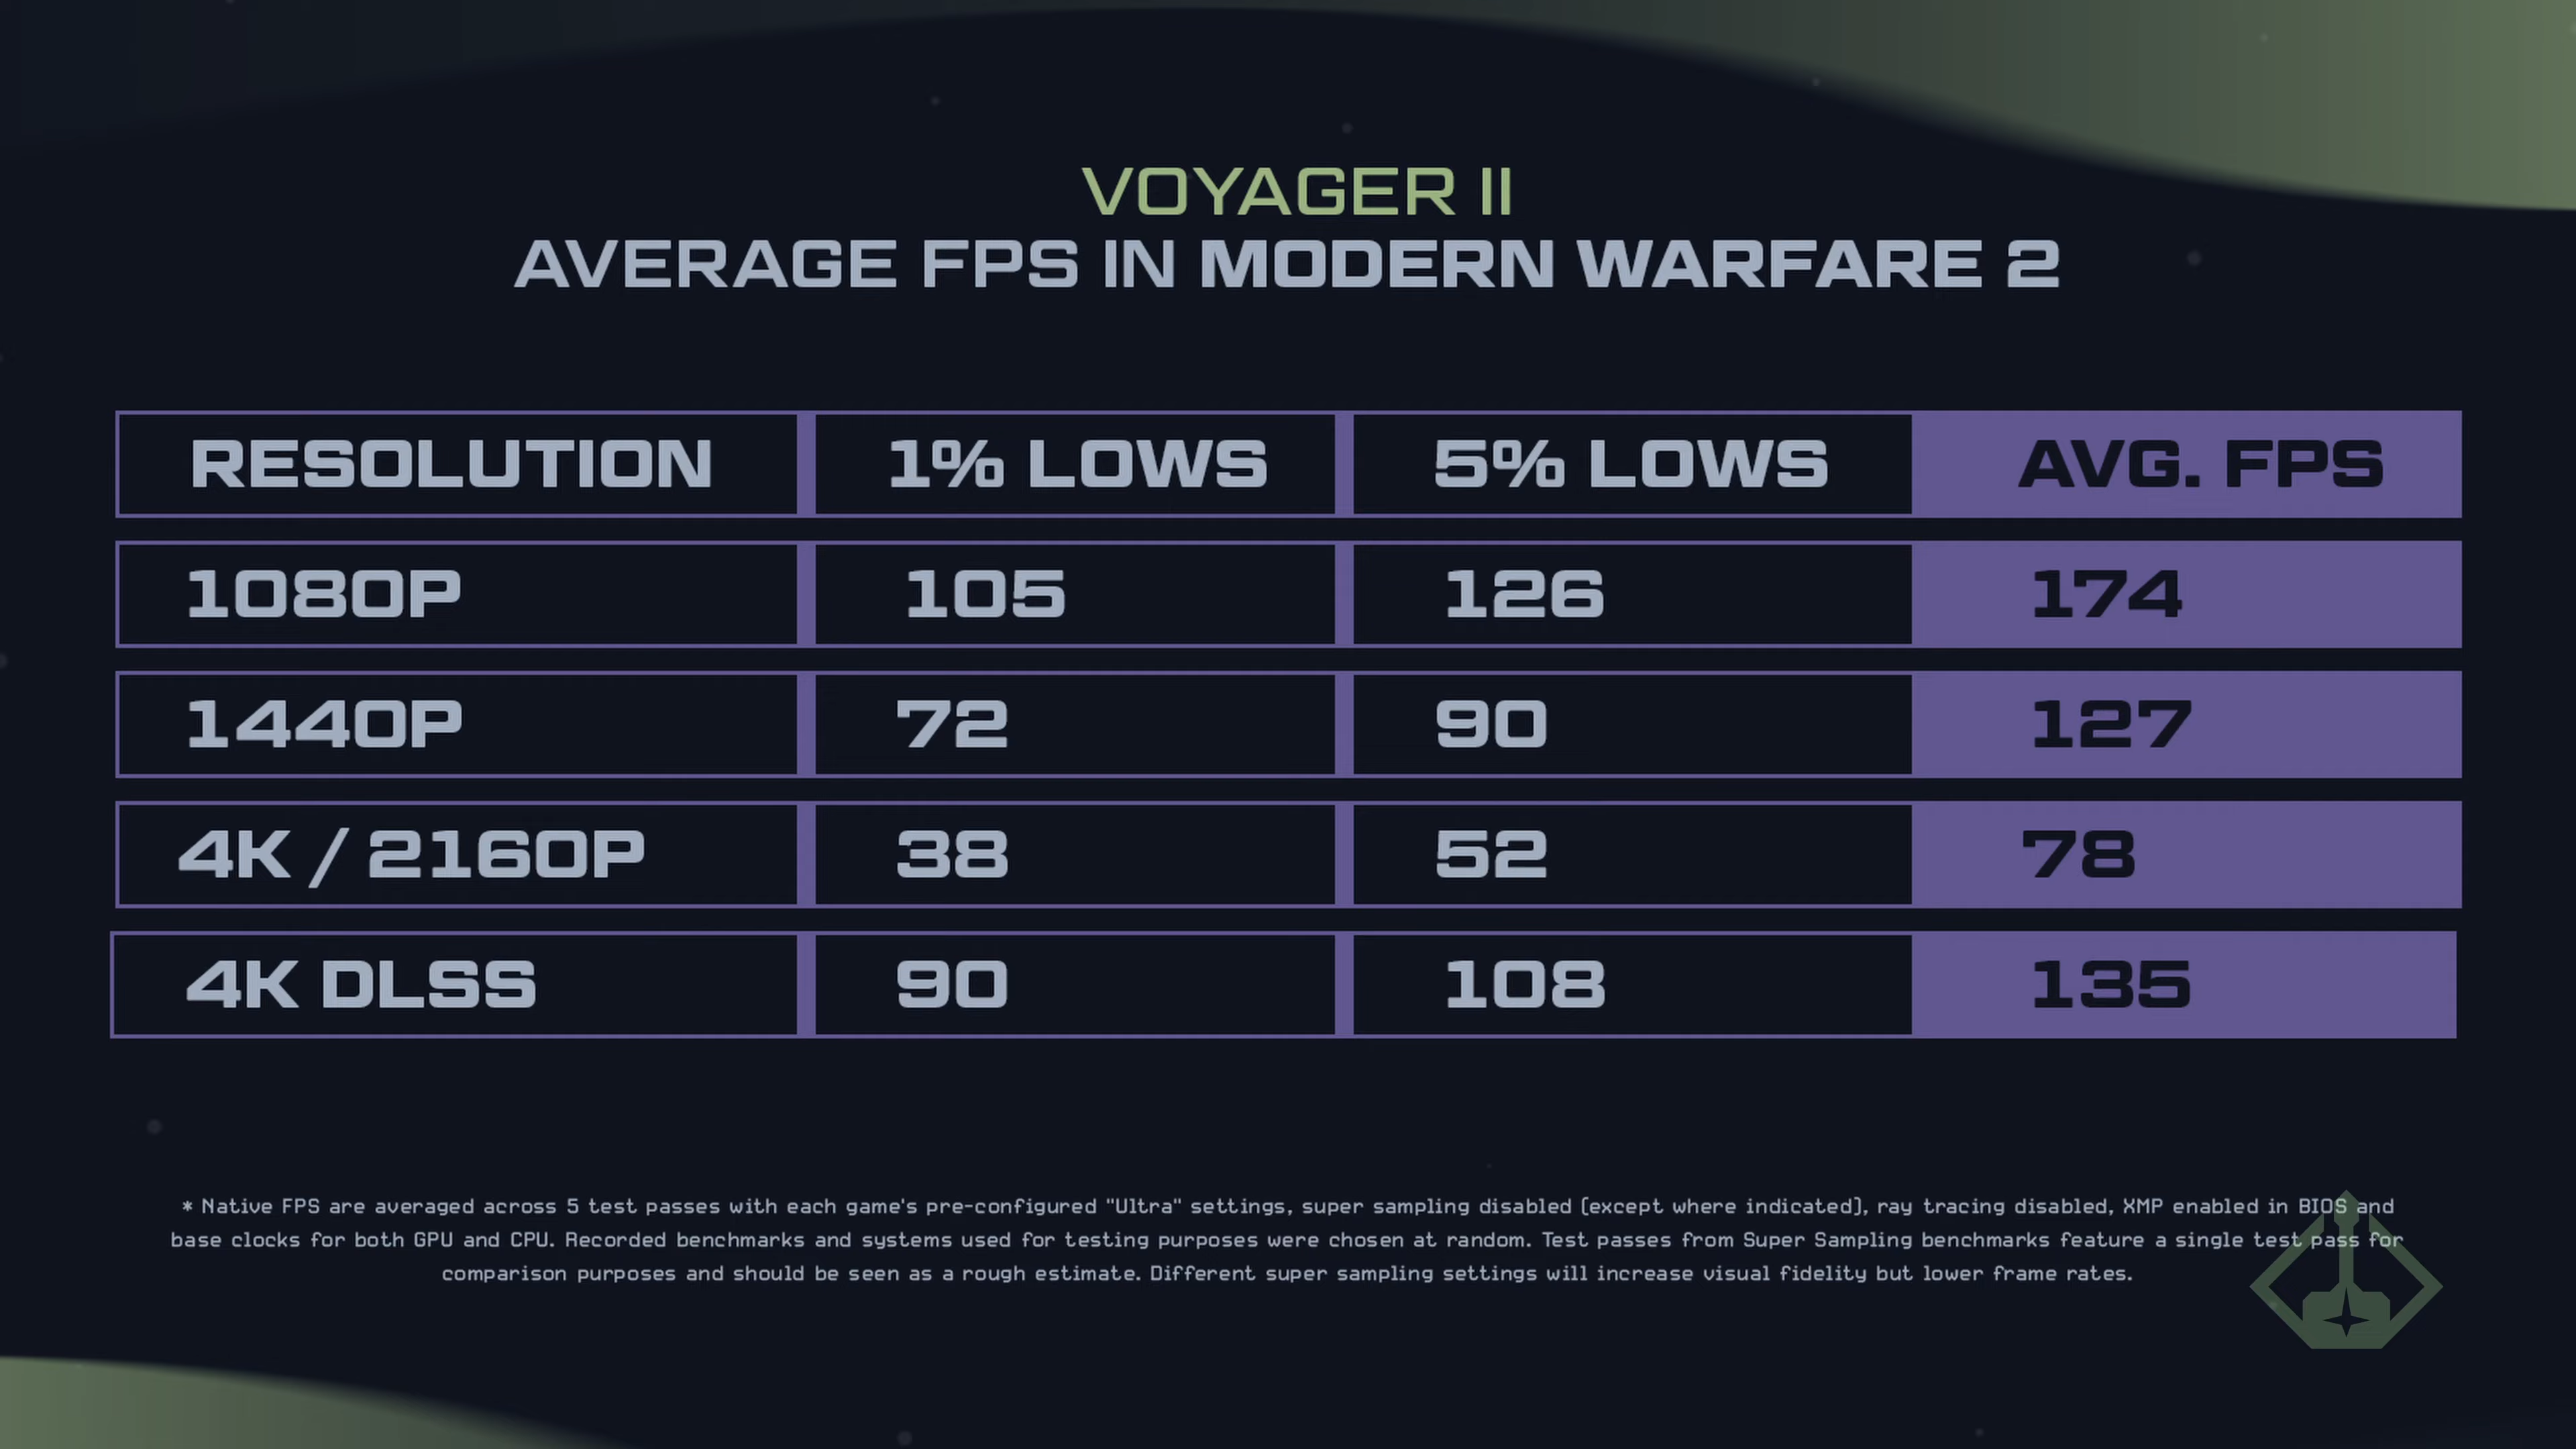 VOYAGER II
AVERAGE FPS IN MODERN WARFARE 2
RESOLUTION 1% LOWS 5% LOWS AVG. FPS
1080P 105 126 174
1440P 72 90 127
4K / 2160P 38 52 78
4K DLSS 90 108 135
* Native FPS are averaged across 5 test passes with each game's pre-configured "Ultra" settings, super sampling disabled (except where indicated), ray tracing disabled, XMP enabled in BIOS and
base clocks for both GPU and CPU. Recorded benchmarks and systems used for testing purposes were chosen at random. Test passes from Super Sampling benchmarks feature a single test pass for
comparison purposes and should be seen as a rough estimate. Different super sampling settings will increase visual fidelity but lower frame rates.